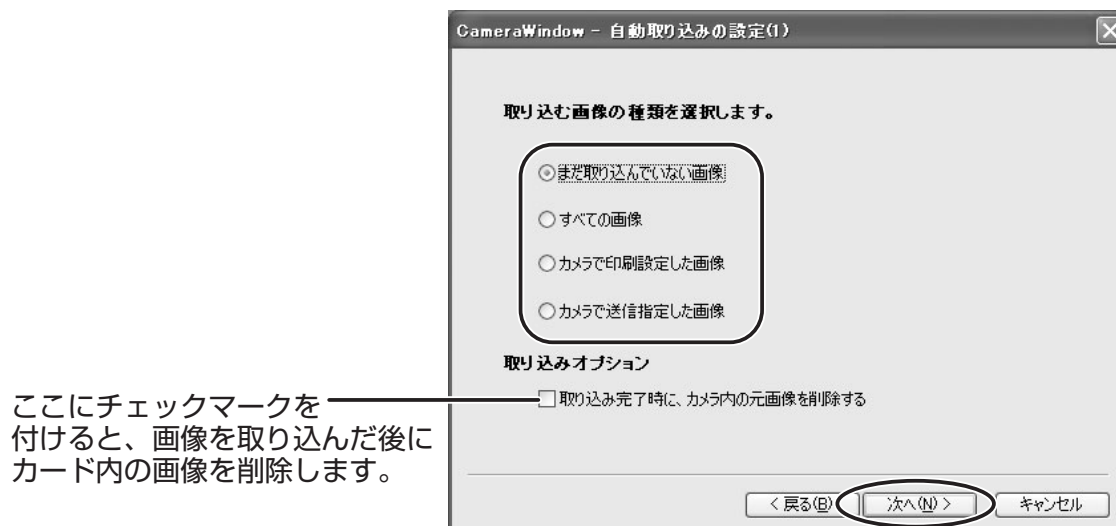 CameraWindow - 自動取り込みの設定(1)
取り込む画像の種類を選択します。
まだ取り込んでいない画像
すべての画像
カメラで印刷設定した画像
カメラで送信指定した画像
取り込みオプション
取り込み完了時に、カメラ内の元画像を削除する
ここにチェックマークを
付けると、画像を取り込んだ後に
カード内の画像を削除します。
< 戻る(B) 次へ(N) > キャンセル